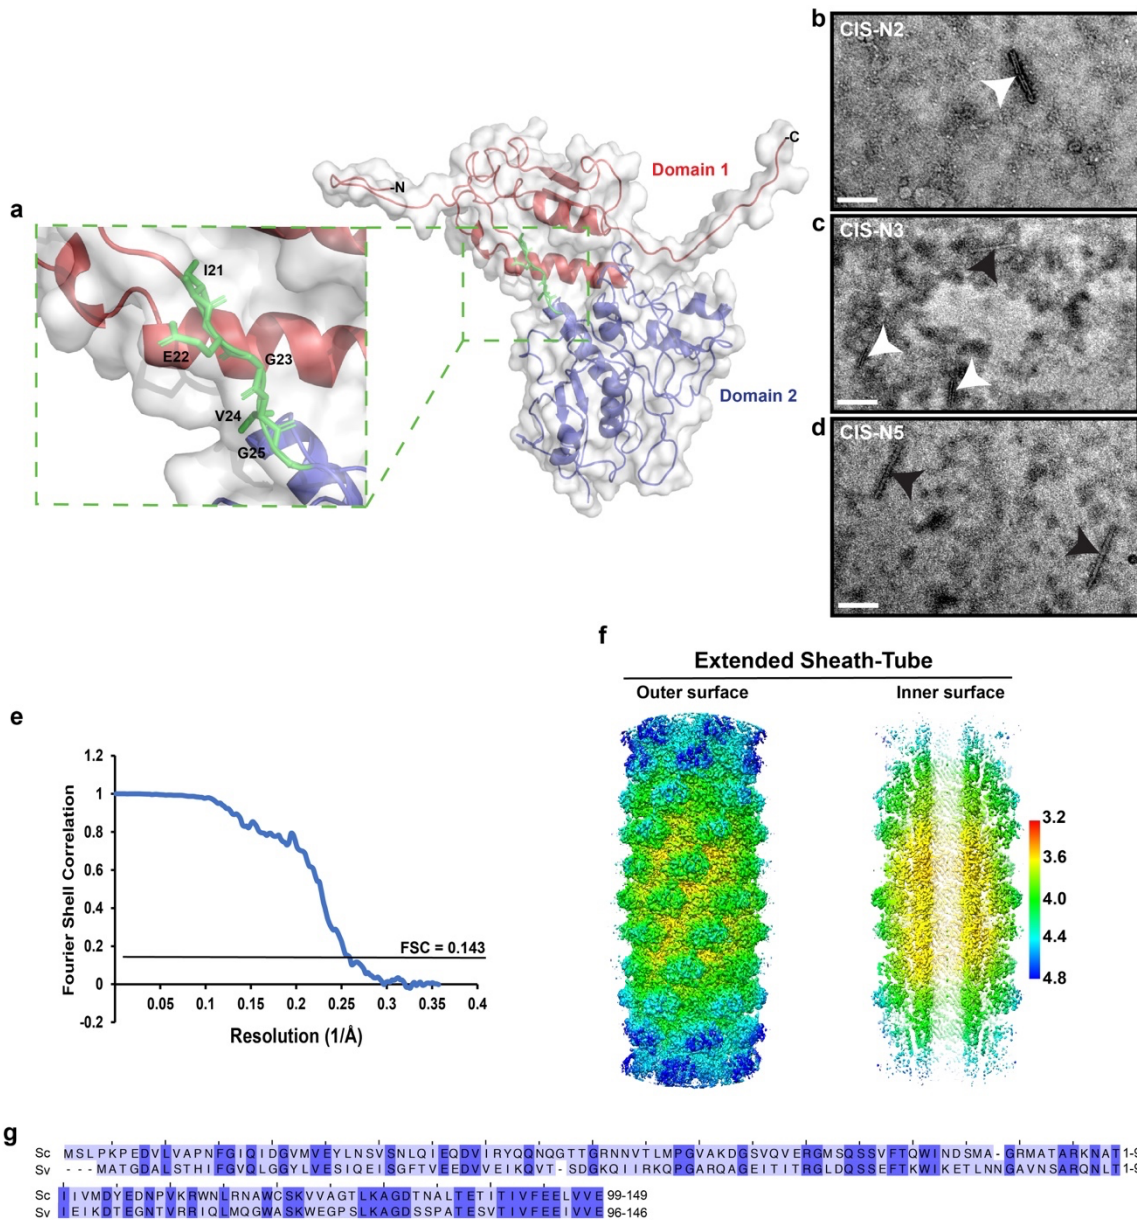 a
I21
E22
G23
V24
G25
-N
-C
Domain 1
Domain 2
b
CIS-N2
c
CIS-N3
d
CIS-N5
e
Fourier Shell Correlation
1.2
1
0.8
0.6
0.4
0.2
0
-0.2
0.05
0.1
0.15
0.2
0.25
0.3
0.35
0.4
FSC = 0.143
Resolution (1/Å)
f
Extended Sheath-Tube
Outer surface
Inner surface
3.2
3.6
4.0
4.4
4.8
g
Sc MSLPKPEDVLVAPNFGIQIDGVMVEYLNSVSNLQIEQDVIRYQQNQGTTGRNNVTLMPGVAKDGSVQVERGMSQSSVFTQWINDSMA-GRMATARKNAT 1-9
Sv ---MATGDALSTHIFGVQLGGYLVESIQEISGFTVEEDVVEIKQVT-SDGKQIIRKQPGARQAGEITITRGLDQSSEFTKWIKETLNNGAVNSARQNLT 1-9
Sc IIVMDYEDNPVKRWNLRNAWCSKVVAGTLKAGDTNALTETITIVFEELVVE 99-149
Sv IEIKDTEGNTVRRIQLMQGWASKWEGPSLKAGDSSPATESVTIVFEEIVVE 96-146